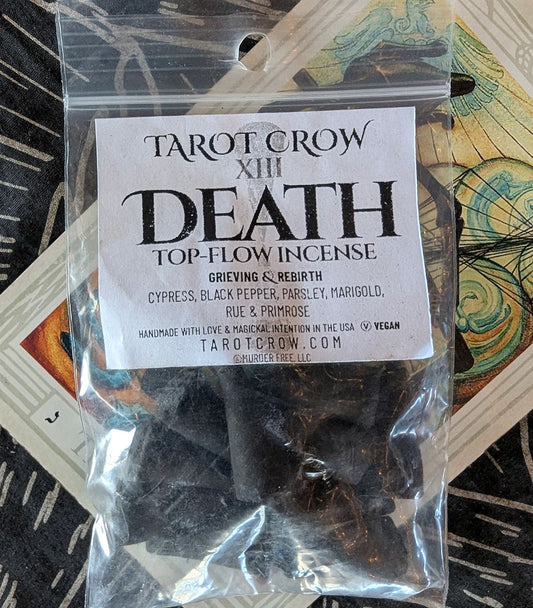 TAROT CROW
XIII
DEATH
TOP-FLOW INCENSE
GRIEVING & REBIRTH
CYPRESS, BLACK PEPPER, PARSLEY, MARIGOLD,
RUE & PRIMROSE
HANDMADE WITH LOVE & MAGICKAL INTENTION IN THE USA Ⓥ VEGAN
TAROTCROW.COM
©MURDER FREE, LLC